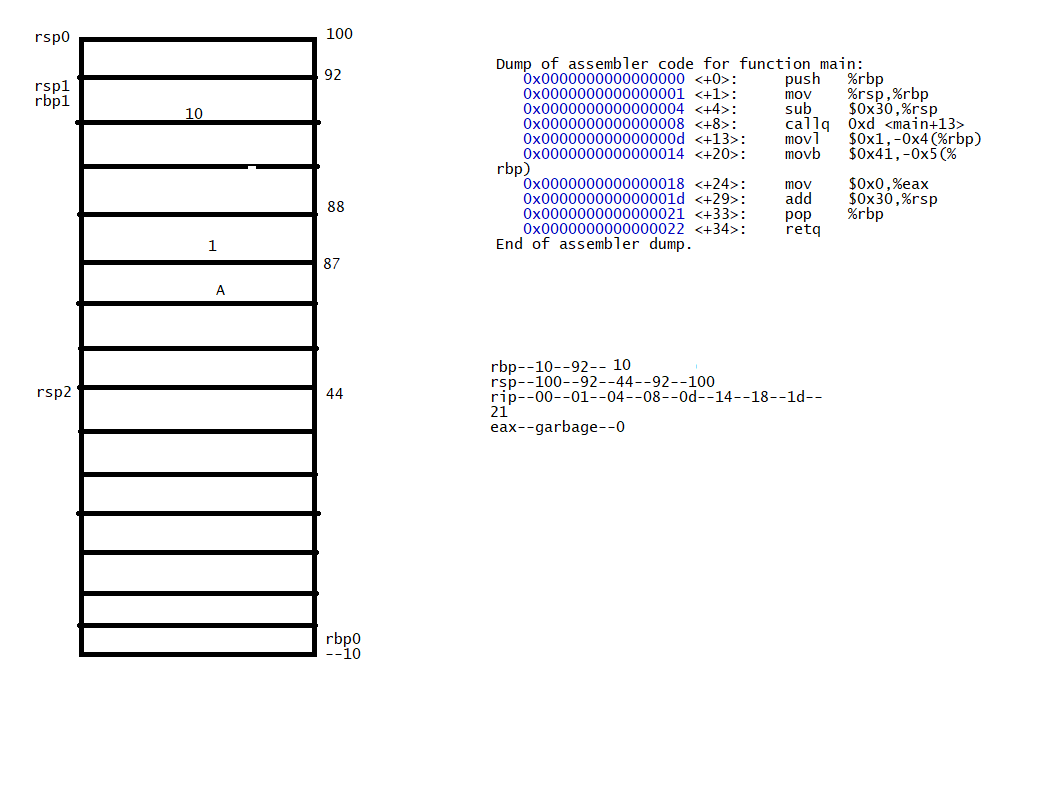 rsp0
100
92
rsp1
rbp1
10
88
1
87
A
rsp2
44
rbp0
--10
Dump of assembler code for function main:
0x0000000000000000 <+0>: push %rbp
0x0000000000000001 <+1>: mov %rsp,%rbp
0x0000000000000004 <+4>: sub $0x30,%rsp
0x0000000000000008 <+8>: callq 0xd <main+13>
0x000000000000000d <+13>: movl $0x1,-0x4(%rbp)
0x0000000000000014 <+20>: movb $0x41,-0x5(%
rbp)
0x0000000000000018 <+24>: mov $0x0,%eax
0x000000000000001d <+29>: add $0x30,%rsp
0x0000000000000021 <+33>: pop %rbp
0x0000000000000022 <+34>: retq
End of assembler dump.
rbp--10--92-- 10
rsp--100--92--44--92--100
rip--00--01--04--08--0d--14--18--1d--
21
eax--garbage--0